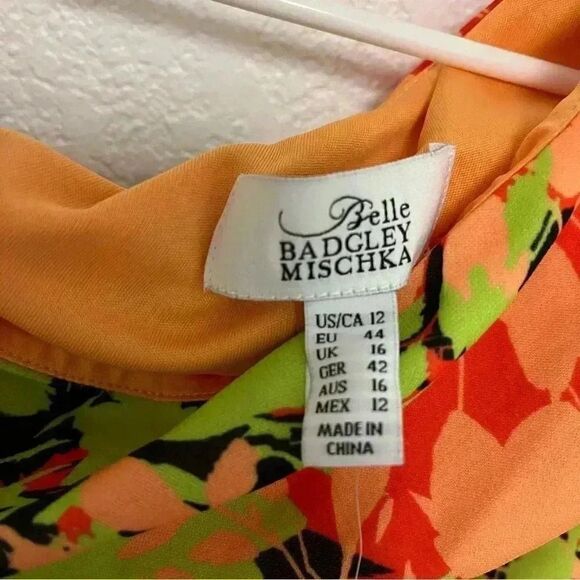 Belle
BADGLEY
MISCHKA
US/CA 12
EU 44
UK 16
GER 42
AUS 16
MEX 12
MADE IN
CHINA